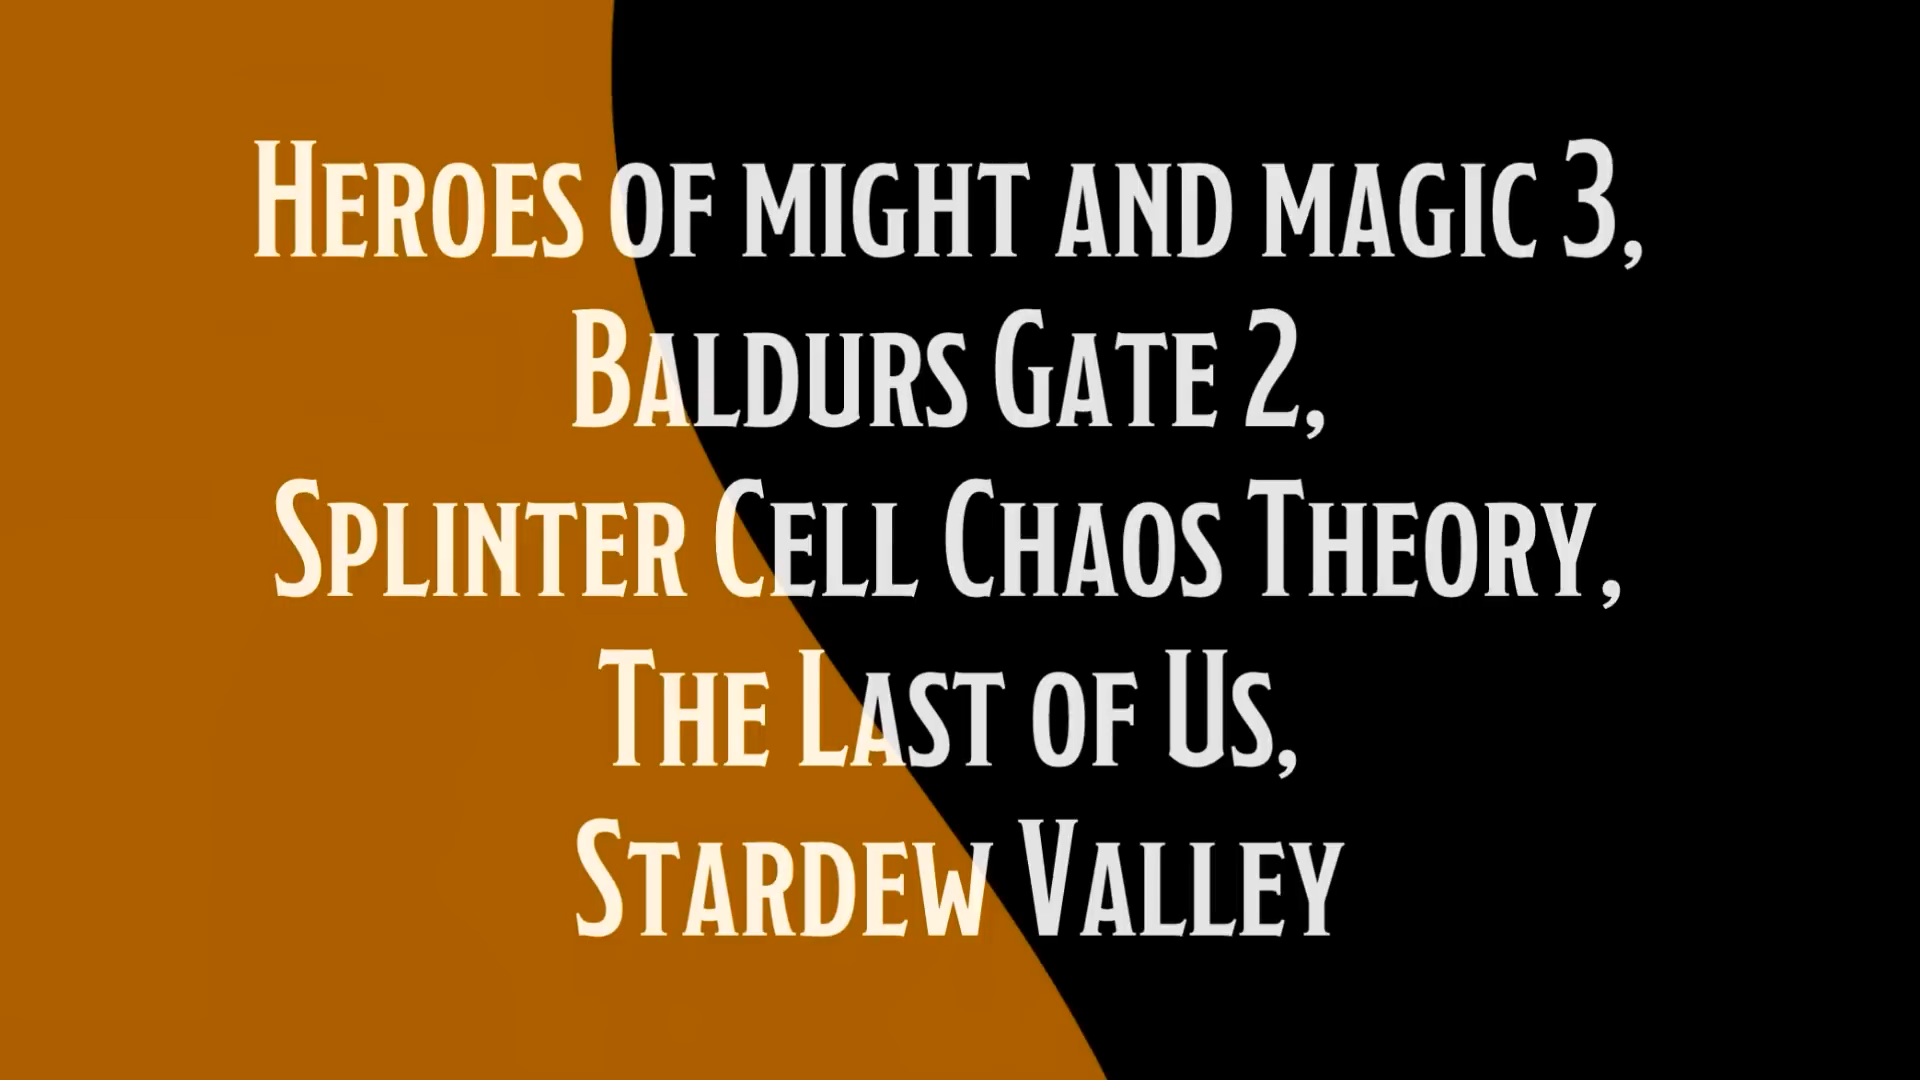 Heroes of might and magic 3,
Baldurs Gate 2,
Splinter Cell Chaos Theory,
The Last of Us,
Stardew Valley